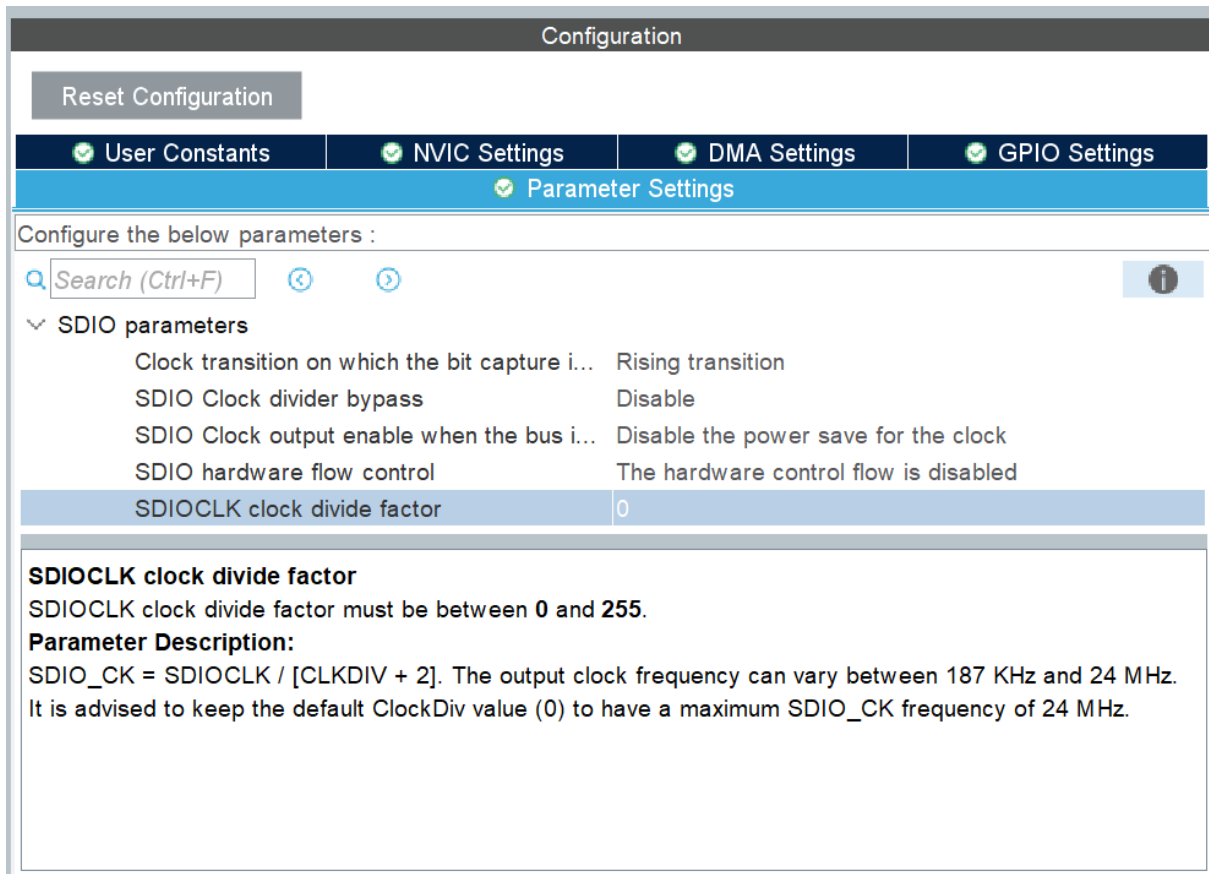 Configuration
Reset Configuration
User Constants NVIC Settings DMA Settings GPIO Settings
Parameter Settings
Configure the below parameters :
Search (Ctrl+F)
SDIO parameters
Clock transition on which the bit capture i... Rising transition
SDIO Clock divider bypass Disable
SDIO Clock output enable when the bus i... Disable the power save for the clock
SDIO hardware flow control The hardware control flow is disabled
SDIOCLK clock divide factor 0
SDIOCLK clock divide factor
SDIOCLK clock divide factor must be between 0 and 255.
Parameter Description:
SDIO_CK = SDIOCLK / [CLKDIV + 2]. The output clock frequency can vary between 187 KHz and 24 MHz.
It is advised to keep the default ClockDiv value (0) to have a maximum SDIO_CK frequency of 24 MHz.